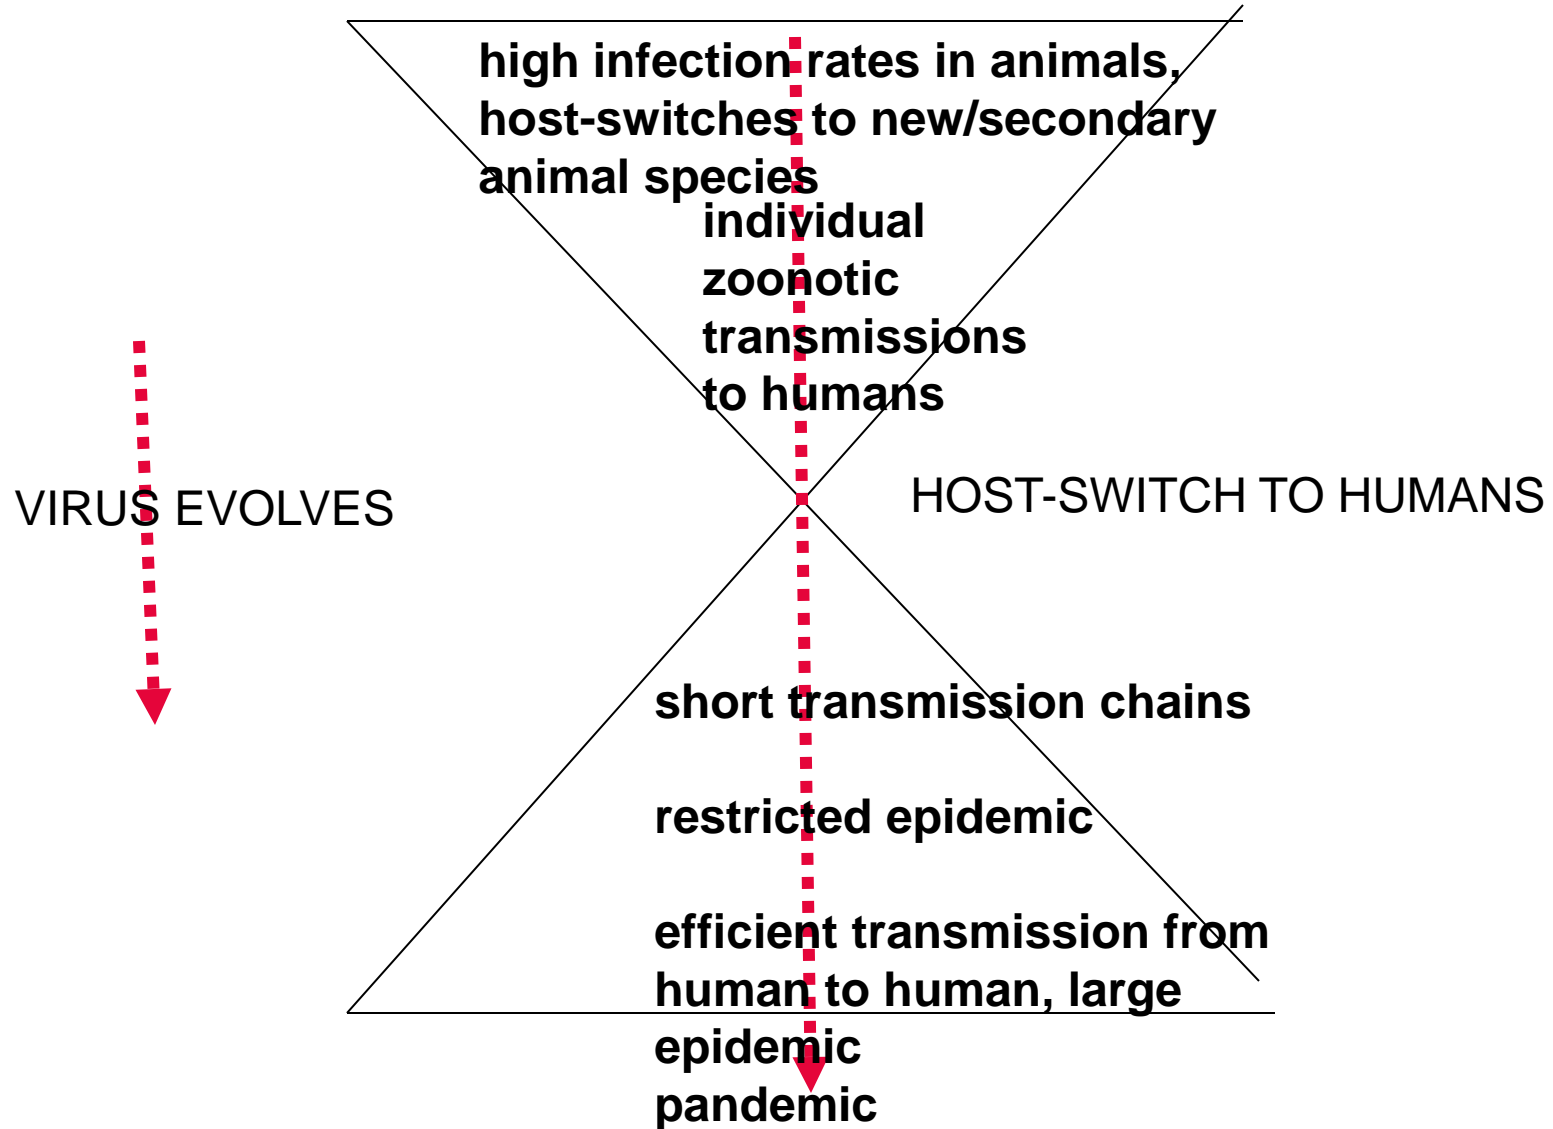 high infection rates in animals,
host-switches to new/secondary
animal species
individual
zoonotic
transmissions
to humans
VIRUS EVOLVES
HOST-SWITCH TO HUMANS
short transmission chains
restricted epidemic
efficient transmission from
human to human, large
epidemic
pandemic